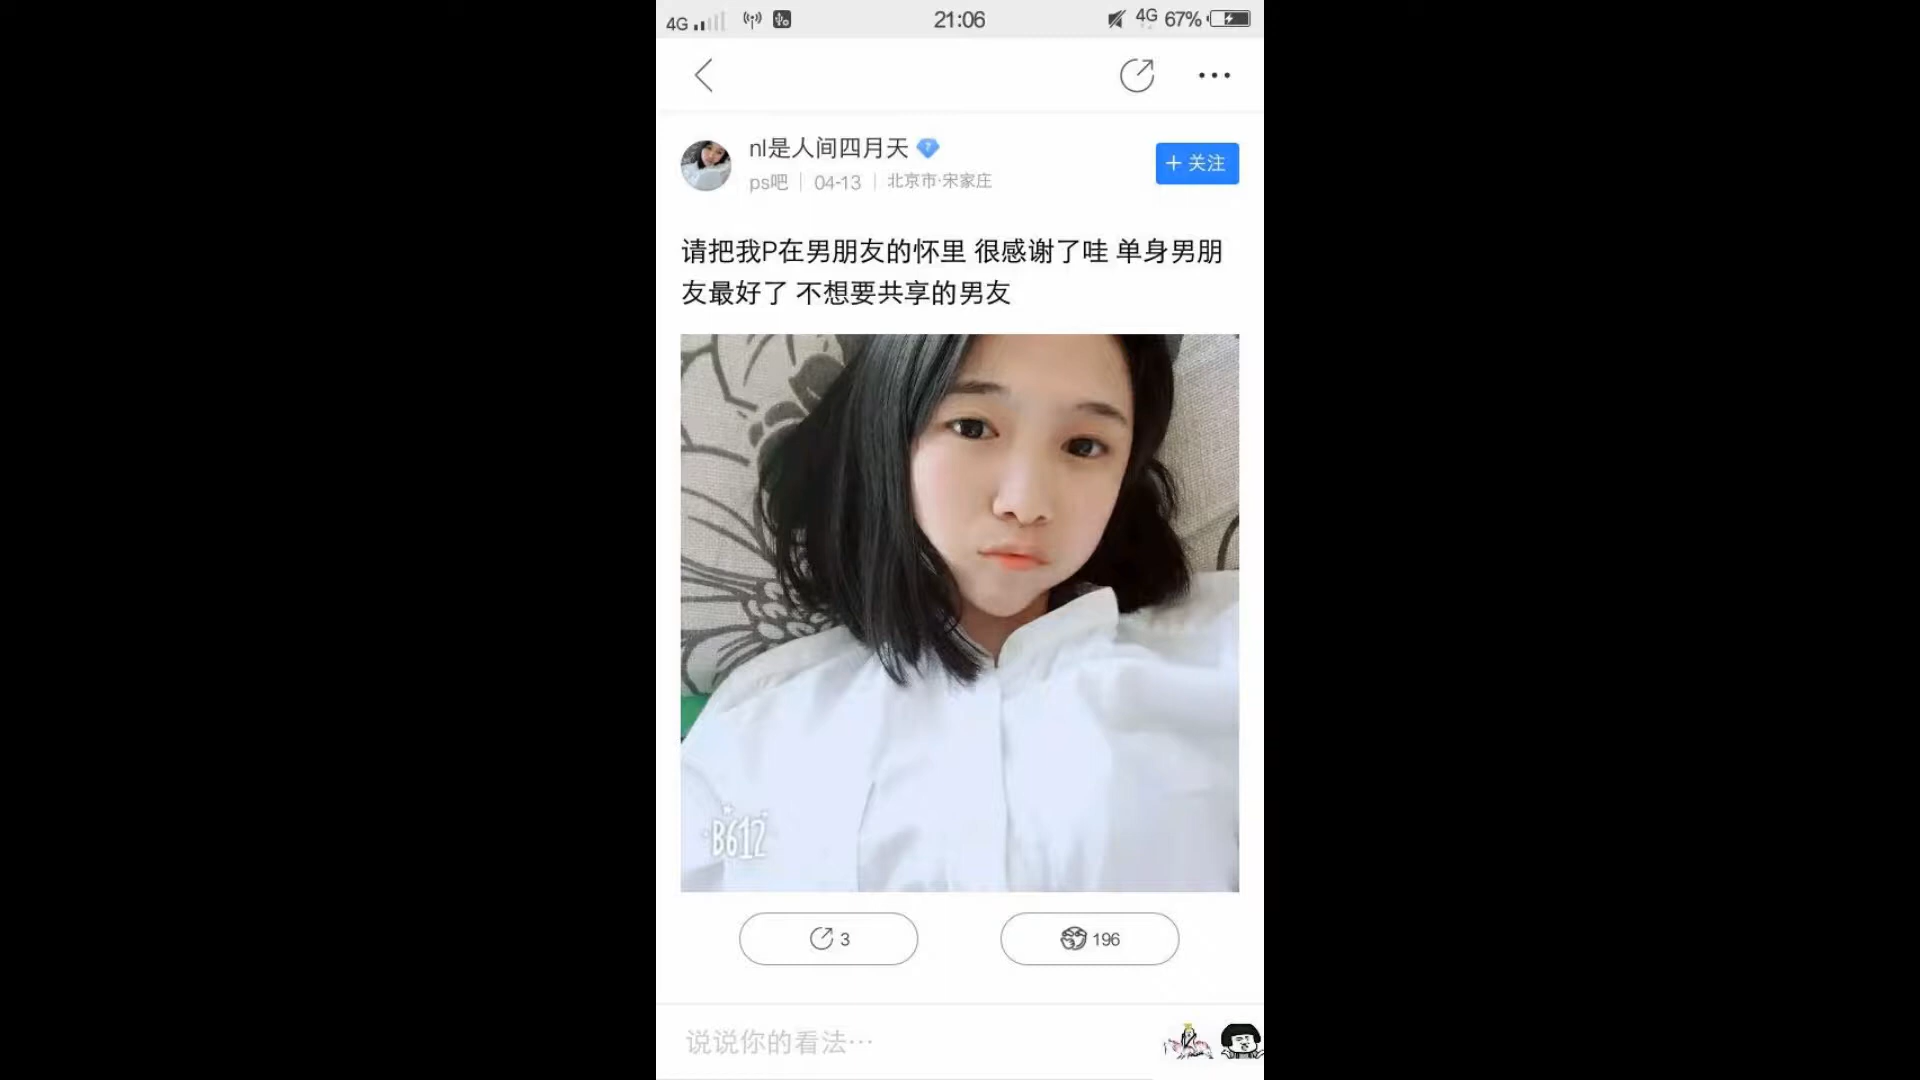 4G 21:06 4G 67%
nl是人间四月天
ps吧 | 04-13 | 北京市·宋家庄
+ 关注
请把我P在男朋友的怀里 很感谢了哇 单身男朋
友最好了 不想要共享的男友
B612
3
196
说说你的看法…